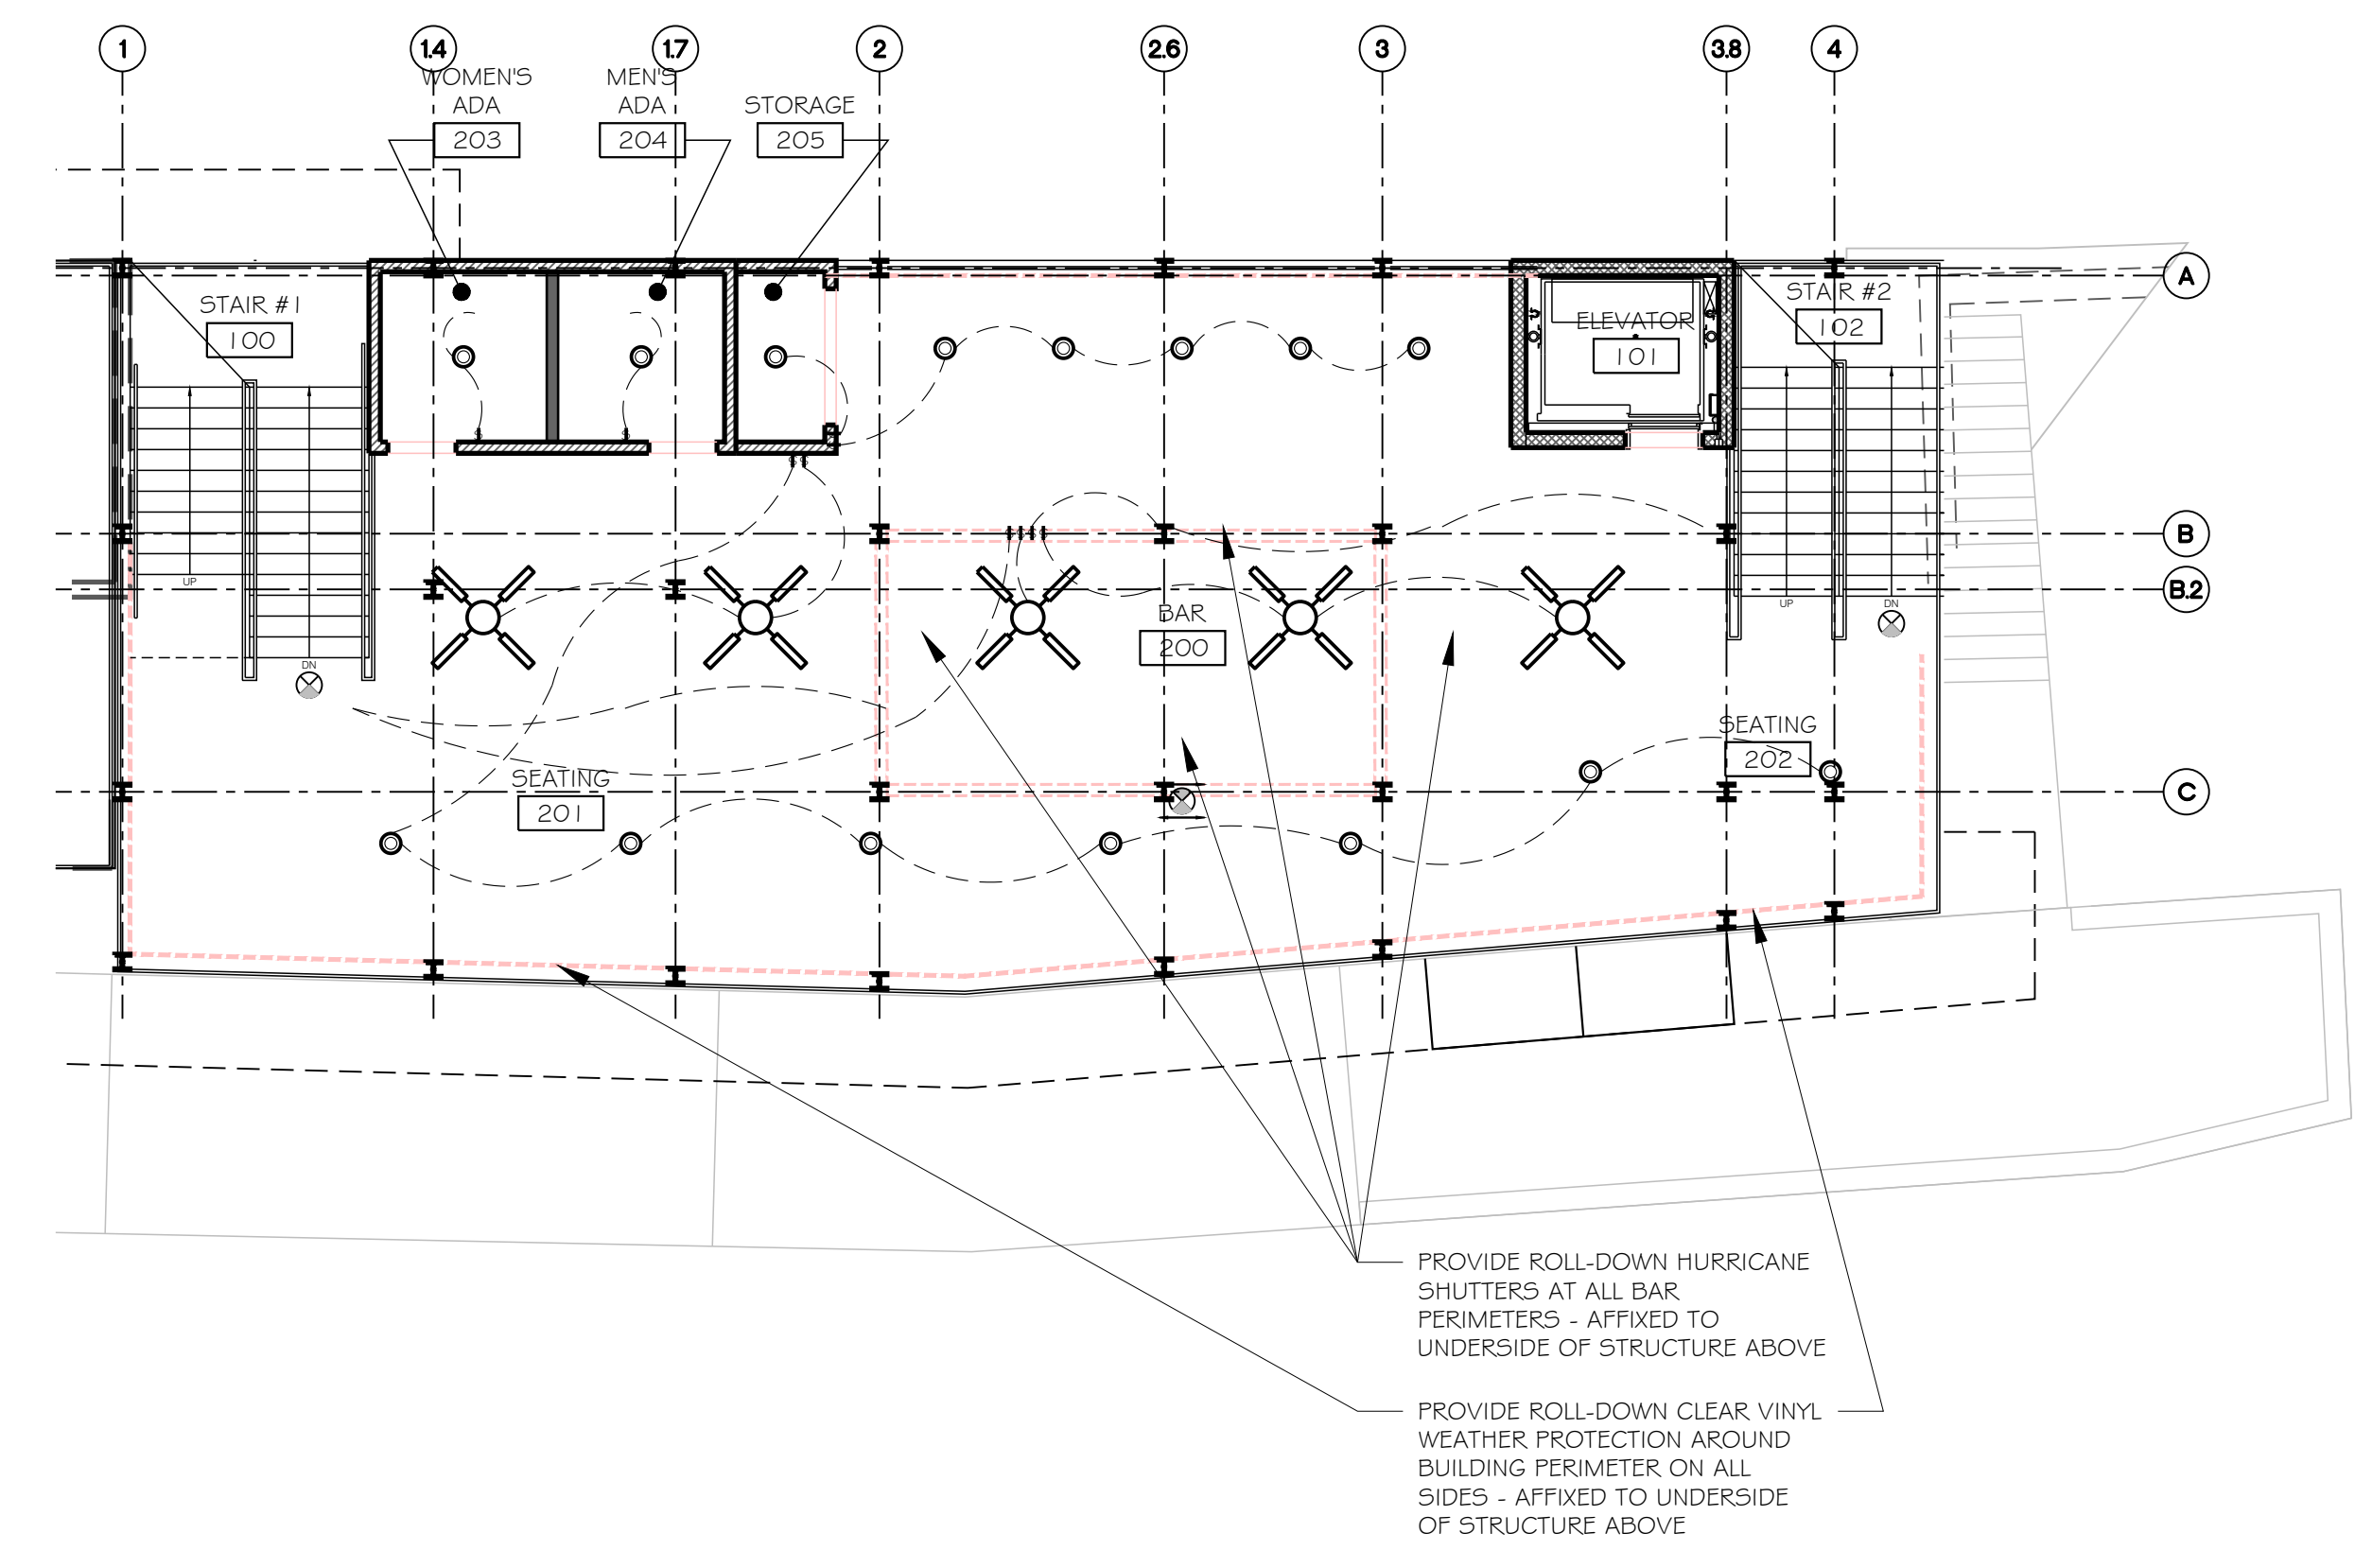 1
1.4
1.7
2
2.6
3
3.8
4
WOMEN'S
ADA
203
MEN'S
ADA
204
STORAGE
205
A
STAIR #1
100
STAIR #2
102
ELEVATOR
101
B
B.2
UP
UP
DN
BAR
200
DN
SEATING
202
SEATING
201
C
PROVIDE ROLL-DOWN HURRICANE
SHUTTERS AT ALL BAR
PERIMETERS - AFFIXED TO
UNDERSIDE OF STRUCTURE ABOVE
PROVIDE ROLL-DOWN CLEAR VINYL
WEATHER PROTECTION AROUND
BUILDING PERIMETER ON ALL
SIDES - AFFIXED TO UNDERSIDE
OF STRUCTURE ABOVE